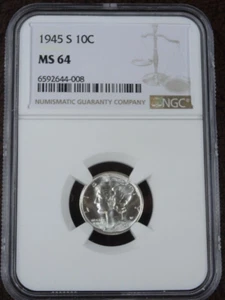 1945 S 10C
MS 64
6592644-008
NUMISMATIC GUARANTY COMPANY
NGC